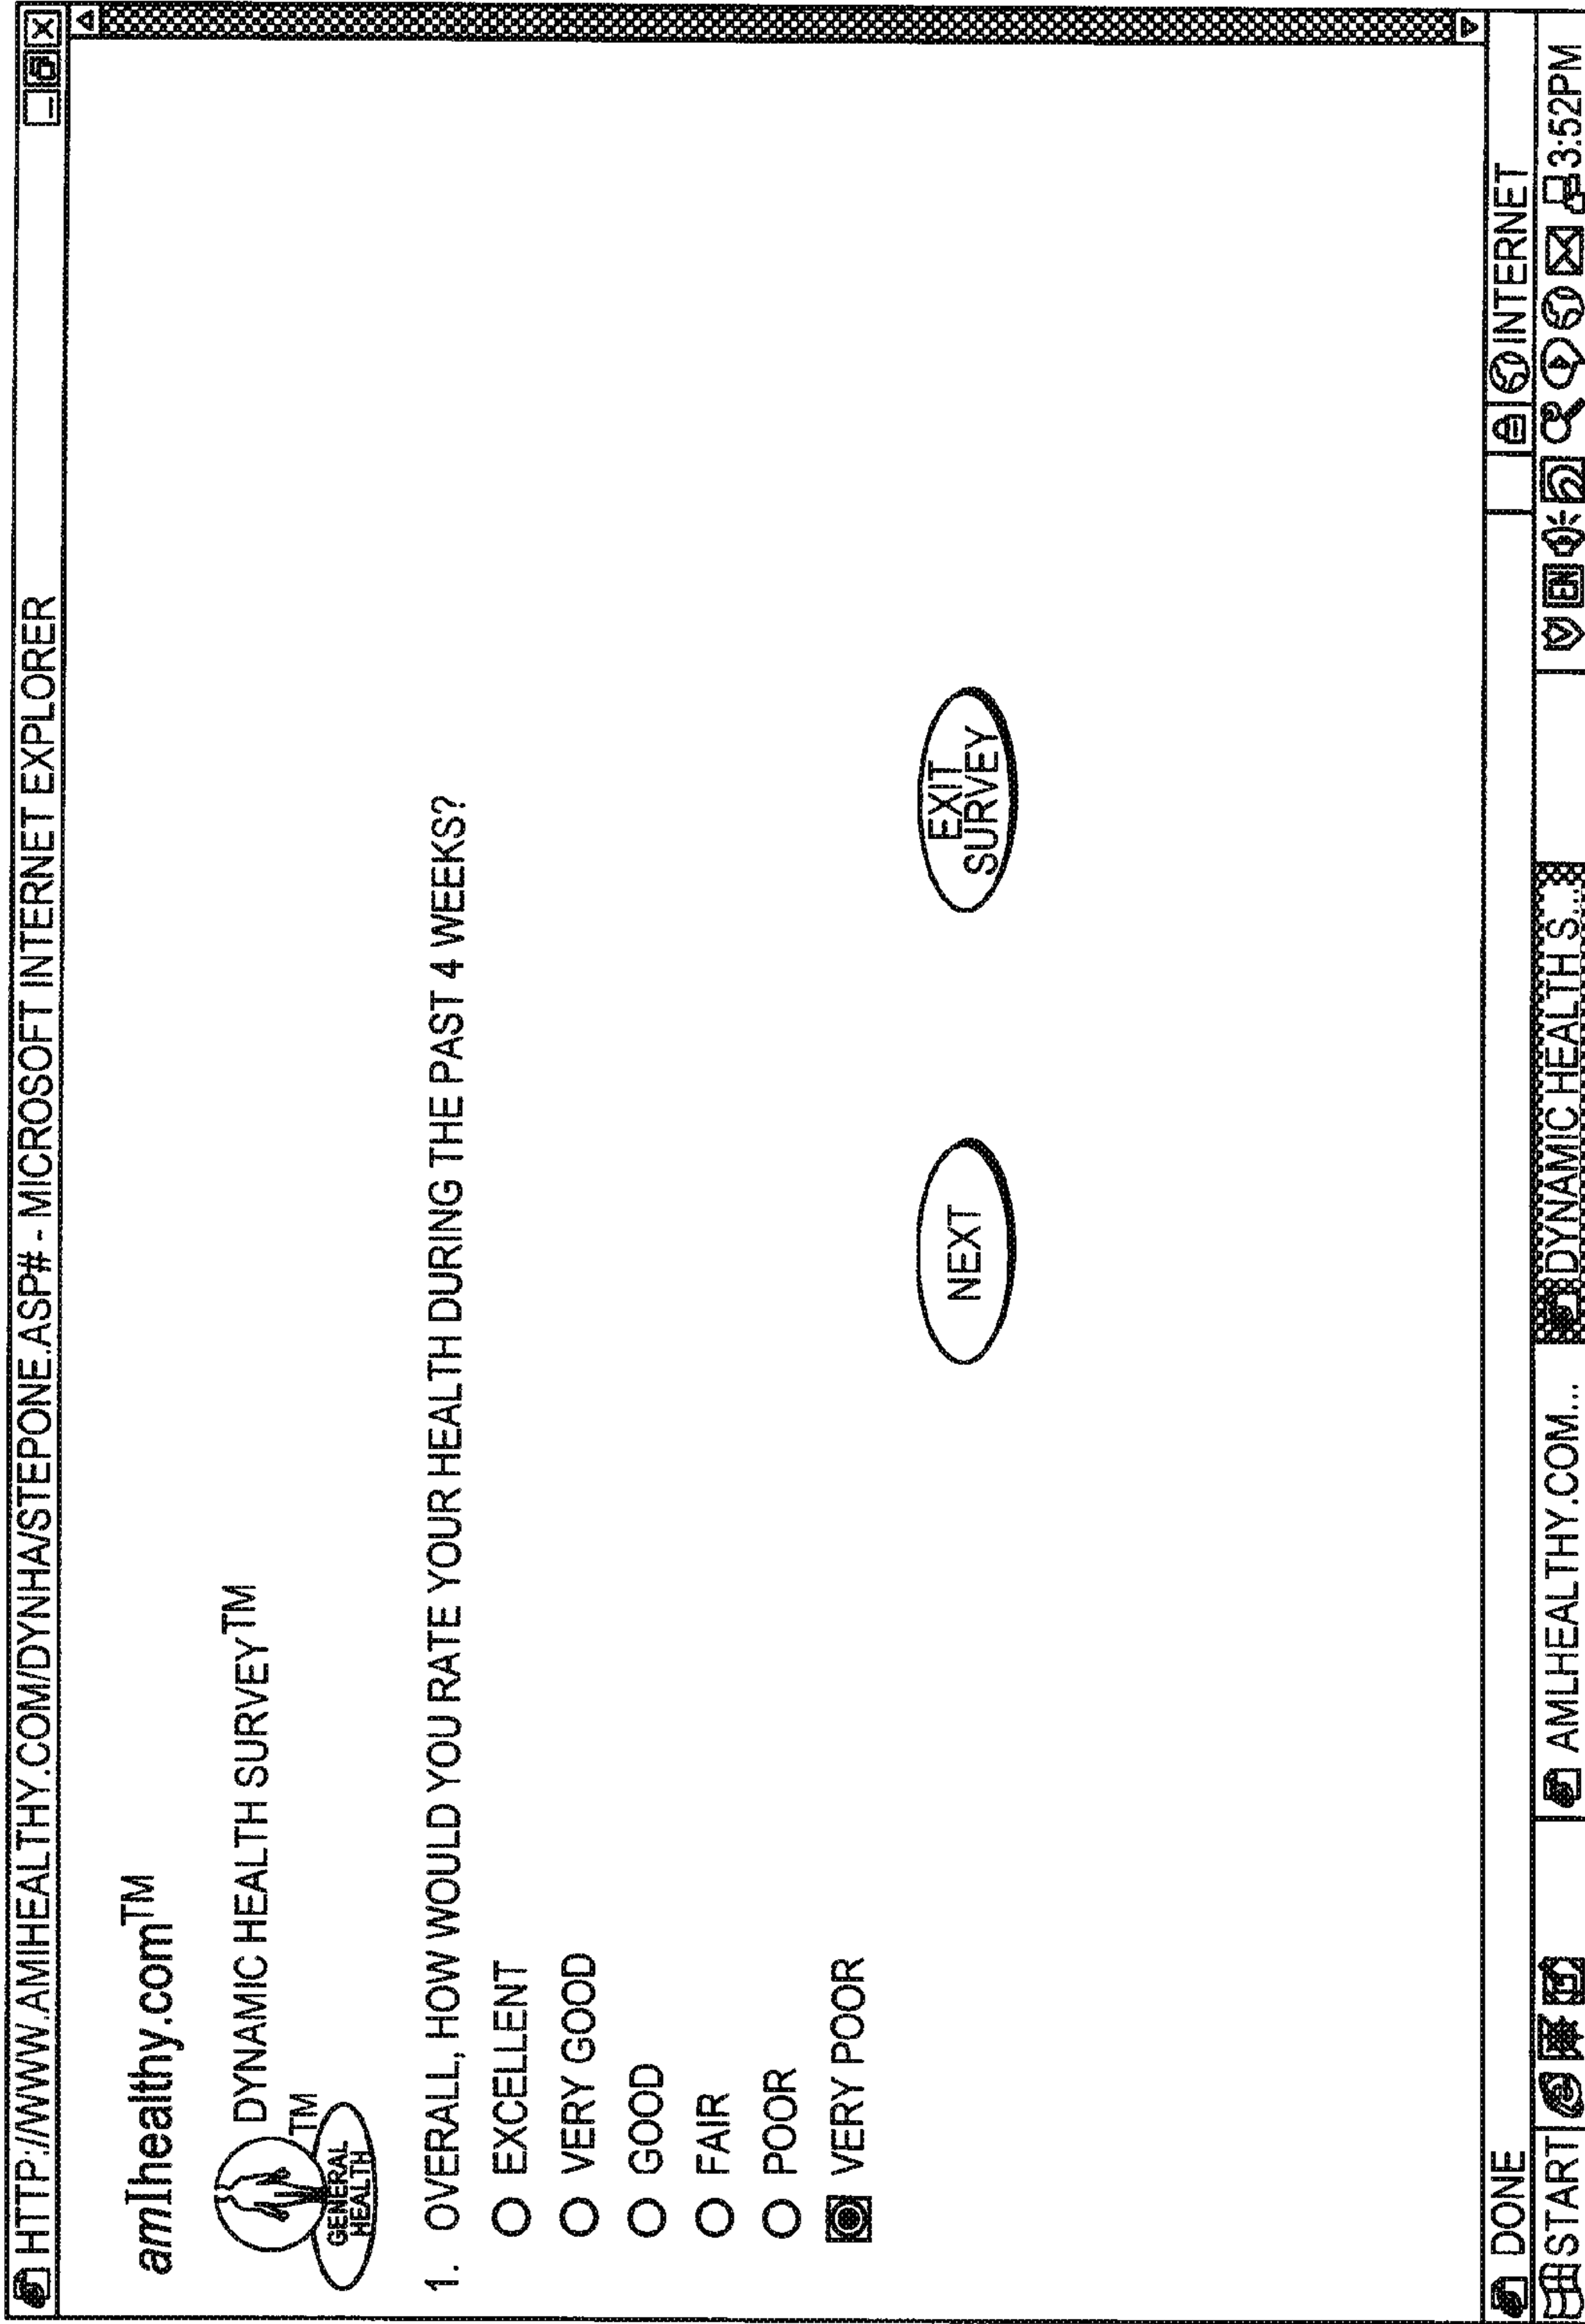 HTTP://WWW.AMIHEALTHY.COM/DYNHA/STEPONE.ASP# - MICROSOFT INTERNET EXPLORER
amIhealthy.com™
DYNAMIC HEALTH SURVEY™
TM
GENERAL
HEALTH
1. OVERALL, HOW WOULD YOU RATE YOUR HEALTH DURING THE PAST 4 WEEKS?
EXCELLENT
VERY GOOD
GOOD
FAIR
POOR
VERY POOR
NEXT
EXIT
SURVEY
DONE
INTERNET
START
AMLHEALTHY.COM...
DYNAMIC HEALTH S...
EN
3:52PM